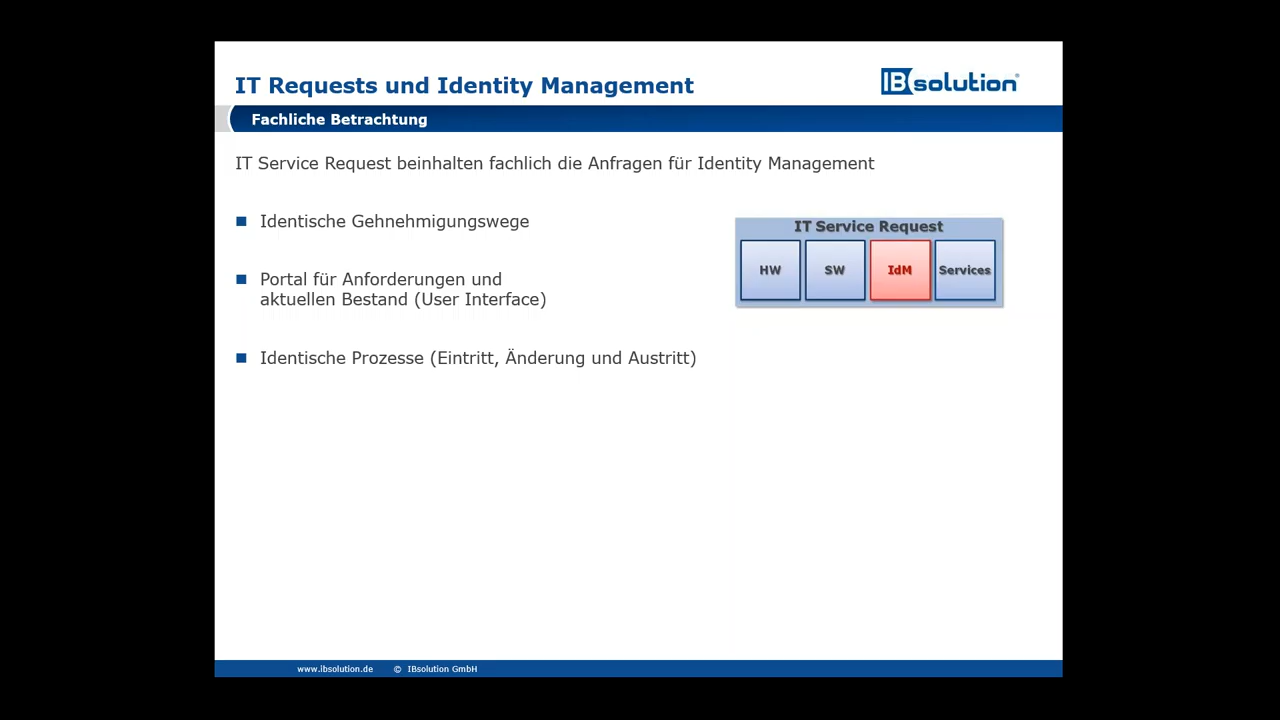 IT Requests und Identity Management
IBsolution®
Fachliche Betrachtung
IT Service Request beinhalten fachlich die Anfragen für Identity Management
Identische Gehnehmigungswege
Portal für Anforderungen und
aktuellen Bestand (User Interface)
Identische Prozesse (Eintritt, Änderung und Austritt)
IT Service Request
HW SW IdM Services
www.ibsolution.de © IBsolution GmbH